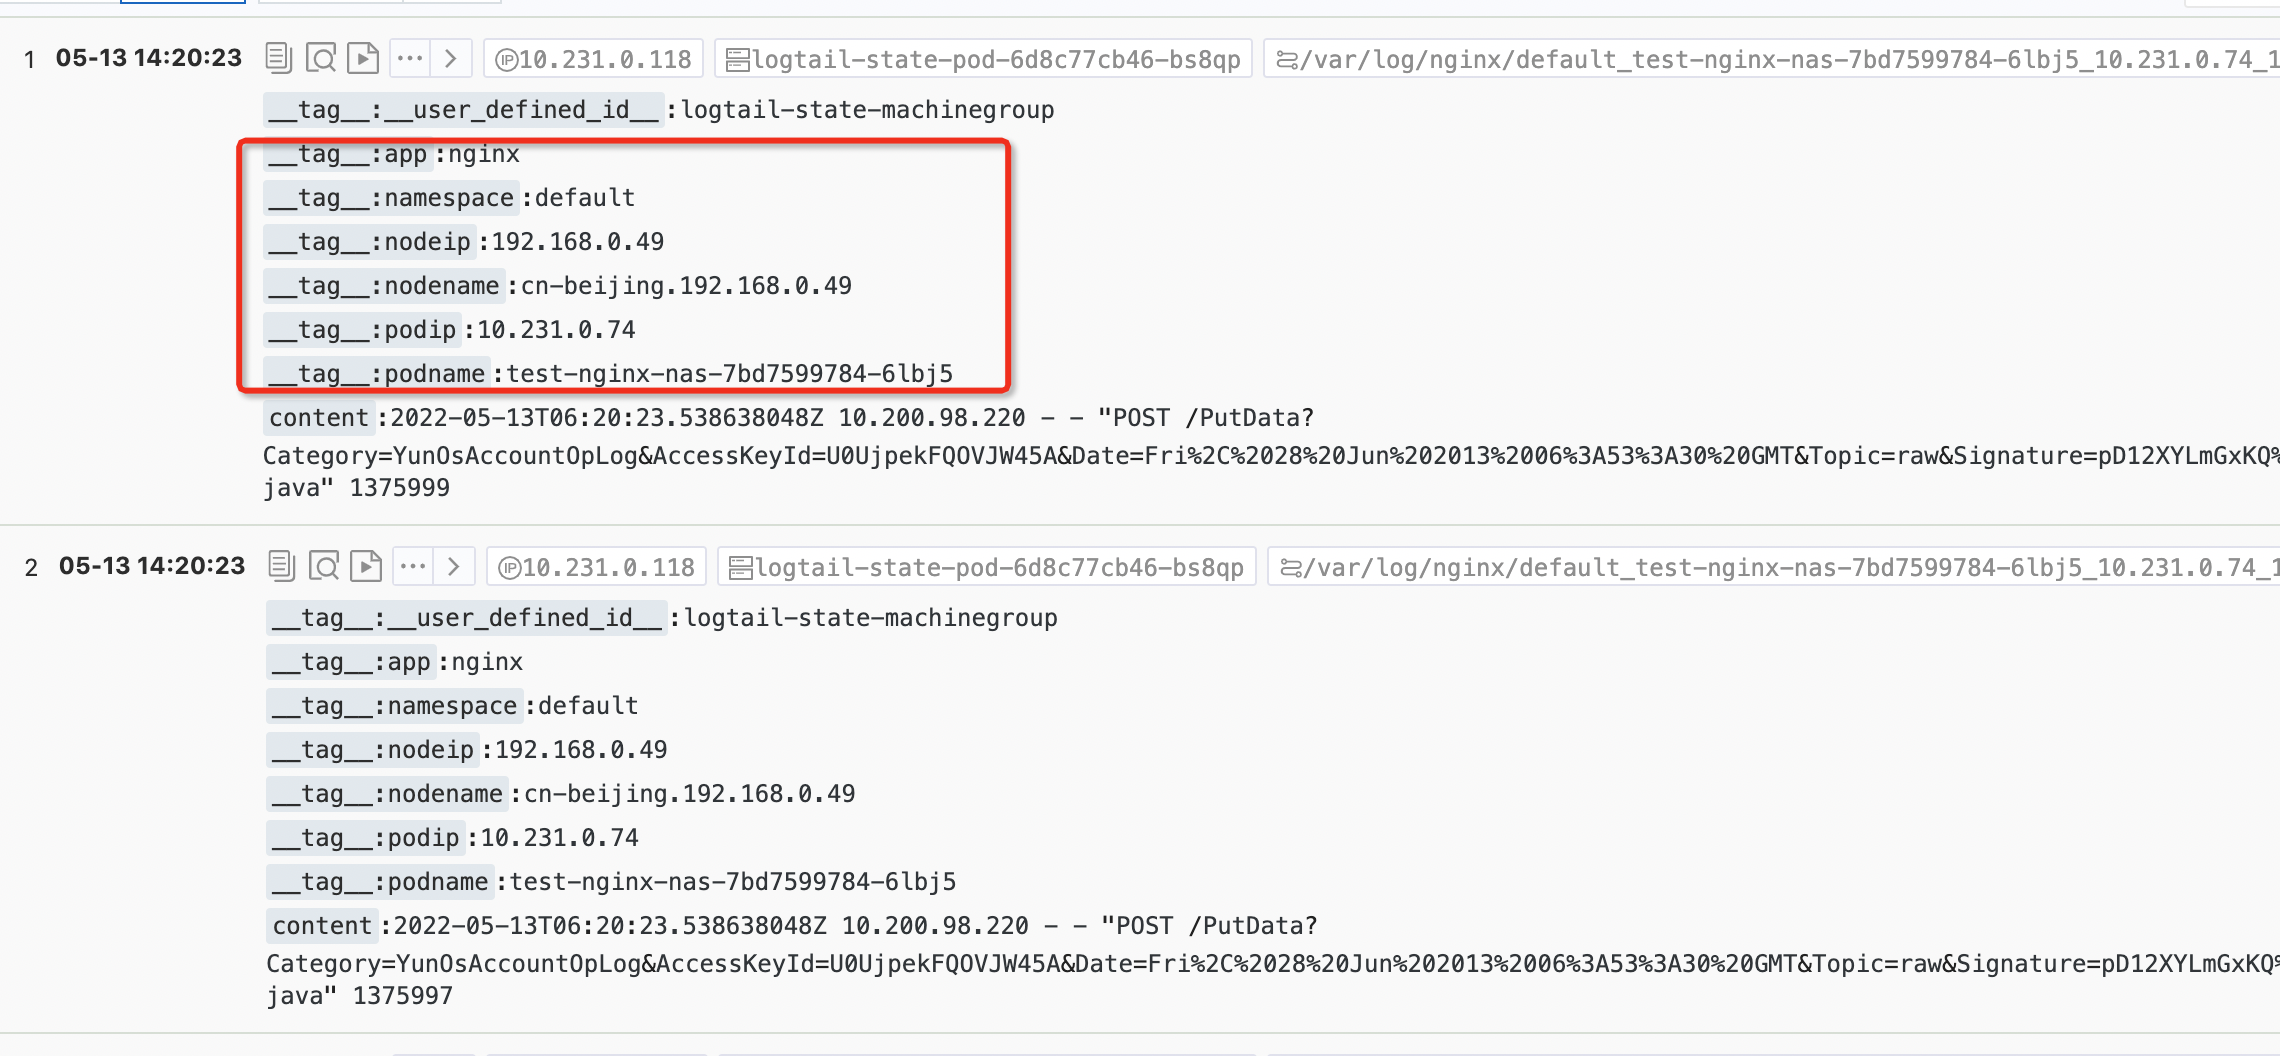 1 05-13 14:20:23 ··· > IP 10.231.0.118 logtail-state-pod-6d8c77cb46-bs8qp /var/log/nginx/default_test-nginx-nas-7bd7599784-6lbj5_10.231.0.74_1
__tag__:__user_defined_id__ :logtail-state-machinegroup
__tag__:app :nginx
__tag__:namespace :default
__tag__:nodeip :192.168.0.49
__tag__:nodename :cn-beijing.192.168.0.49
__tag__:podip :10.231.0.74
__tag__:podname :test-nginx-nas-7bd7599784-6lbj5
content :2022-05-13T06:20:23.538638048Z 10.200.98.220 - - "POST /PutData?
Category=YunOsAccountOpLog&AccessKeyId=U0UjpekFQOVJW45A&Date=Fri%2C%2028%20Jun%202013%2006%3A53%3A30%20GMT&Topic=raw&Signature=pD12XYLmGxKQ%
java" 1375999
2 05-13 14:20:23 ··· > IP 10.231.0.118 logtail-state-pod-6d8c77cb46-bs8qp /var/log/nginx/default_test-nginx-nas-7bd7599784-6lbj5_10.231.0.74_1
__tag__:__user_defined_id__ :logtail-state-machinegroup
__tag__:app :nginx
__tag__:namespace :default
__tag__:nodeip :192.168.0.49
__tag__:nodename :cn-beijing.192.168.0.49
__tag__:podip :10.231.0.74
__tag__:podname :test-nginx-nas-7bd7599784-6lbj5
content :2022-05-13T06:20:23.538638048Z 10.200.98.220 - - "POST /PutData?
Category=YunOsAccountOpLog&AccessKeyId=U0UjpekFQOVJW45A&Date=Fri%2C%2028%20Jun%202013%2006%3A53%3A30%20GMT&Topic=raw&Signature=pD12XYLmGxKQ%
java" 1375997